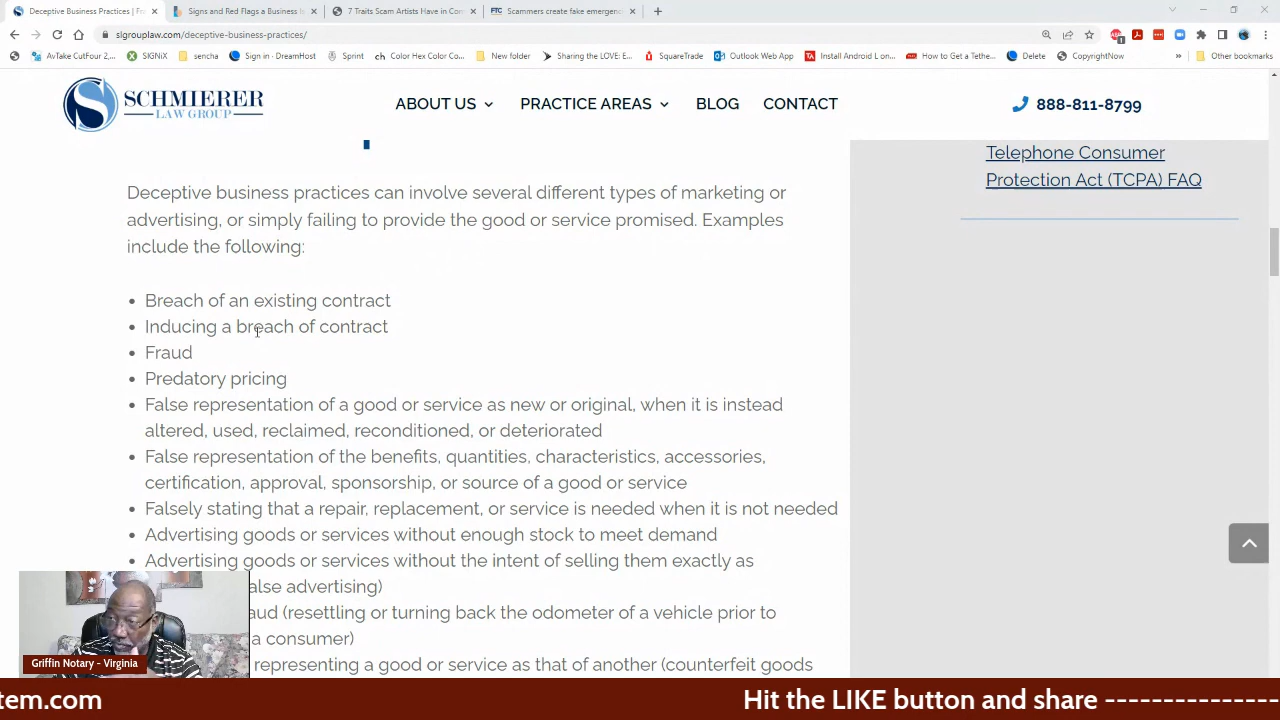 Deceptive Business Practices | Fr
Signs and Red Flags a Business Is
7 Traits Scam Artists Have in Com
FTC Scammers create fake emergenc
slgrouplaw.com/deceptive-business-practices/
AvTake CutFour 2...
SIGNiX
sencha
Sign in - DreamHost
Sprint
Color Hex Color Co...
New folder
Sharing the LOVE: E...
SquareTrade
Outlook Web App
Install Android L on...
How to Get a Tethe...
Delete
CopyrightNow
»
Other bookmarks
SCHMIERER
LAW GROUP
ABOUT US
PRACTICE AREAS
BLOG
CONTACT
888-811-8799
Telephone Consumer
Protection Act (TCPA) FAQ
Deceptive business practices can involve several different types of marketing or
advertising, or simply failing to provide the good or service promised. Examples
include the following:
• Breach of an existing contract
• Inducing a breach of contract
• Fraud
• Predatory pricing
• False representation of a good or service as new or original, when it is instead
altered, used, reclaimed, reconditioned, or deteriorated
• False representation of the benefits, quantities, characteristics, accessories,
certification, approval, sponsorship, or source of a good or service
• Falsely stating that a repair, replacement, or service is needed when it is not needed
• Advertising goods or services without enough stock to meet demand
• Advertising goods or services without the intent of selling them exactly as
alse advertising)
aud (resettling or turning back the odometer of a vehicle prior to
a consumer)
representing a good or service as that of another (counterfeit goods
Griffin Notary - Virginia
tem.com
Hit the LIKE button and share ---------------